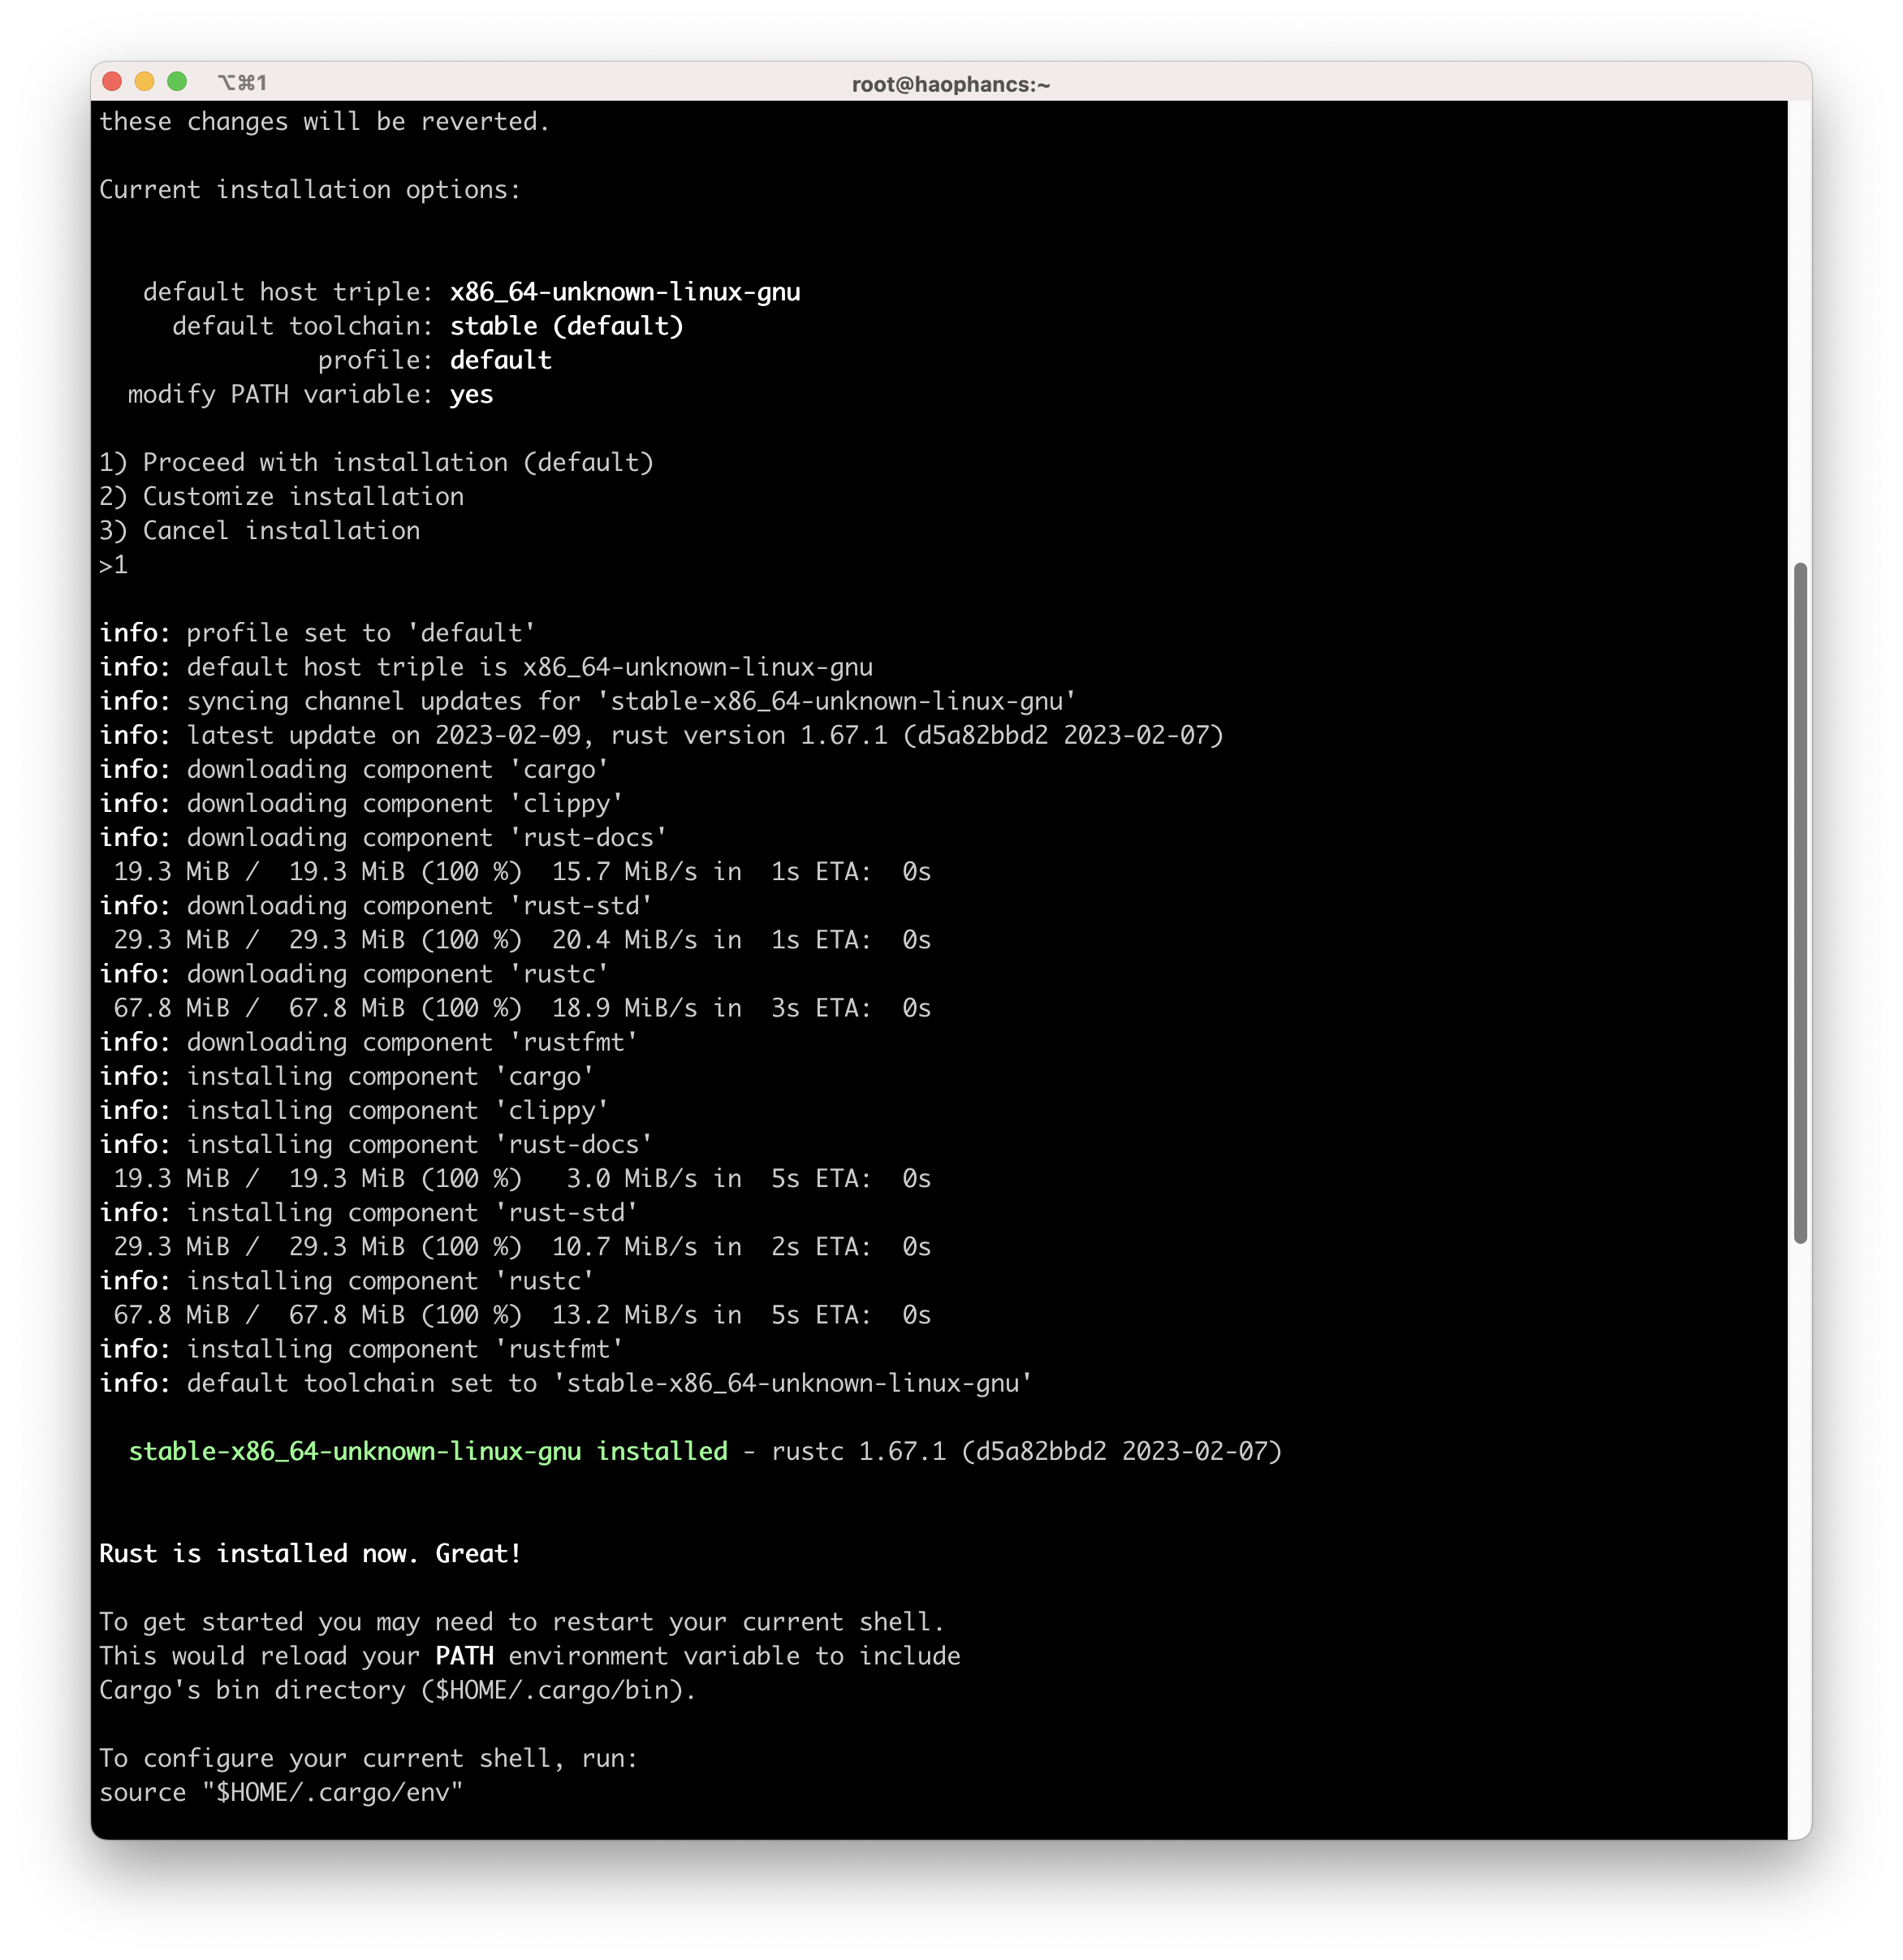 ⌥⌘1
root@haophancs:~
these changes will be reverted.
Current installation options:
default host triple: x86_64-unknown-linux-gnu
default toolchain: stable (default)
profile: default
modify PATH variable: yes
1) Proceed with installation (default)
2) Customize installation
3) Cancel installation
>1
info: profile set to 'default'
info: default host triple is x86_64-unknown-linux-gnu
info: syncing channel updates for 'stable-x86_64-unknown-linux-gnu'
info: latest update on 2023-02-09, rust version 1.67.1 (d5a82bbd2 2023-02-07)
info: downloading component 'cargo'
info: downloading component 'clippy'
info: downloading component 'rust-docs'
19.3 MiB /  19.3 MiB (100 %)  15.7 MiB/s in  1s ETA:  0s
info: downloading component 'rust-std'
29.3 MiB /  29.3 MiB (100 %)  20.4 MiB/s in  1s ETA:  0s
info: downloading component 'rustc'
67.8 MiB /  67.8 MiB (100 %)  18.9 MiB/s in  3s ETA:  0s
info: downloading component 'rustfmt'
info: installing component 'cargo'
info: installing component 'clippy'
info: installing component 'rust-docs'
19.3 MiB /  19.3 MiB (100 %)   3.0 MiB/s in  5s ETA:  0s
info: installing component 'rust-std'
29.3 MiB /  29.3 MiB (100 %)  10.7 MiB/s in  2s ETA:  0s
info: installing component 'rustc'
67.8 MiB /  67.8 MiB (100 %)  13.2 MiB/s in  5s ETA:  0s
info: installing component 'rustfmt'
info: default toolchain set to 'stable-x86_64-unknown-linux-gnu'
stable-x86_64-unknown-linux-gnu installed - rustc 1.67.1 (d5a82bbd2 2023-02-07)
Rust is installed now. Great!
To get started you may need to restart your current shell.
This would reload your PATH environment variable to include
Cargo's bin directory ($HOME/.cargo/bin).
To configure your current shell, run:
source "$HOME/.cargo/env"